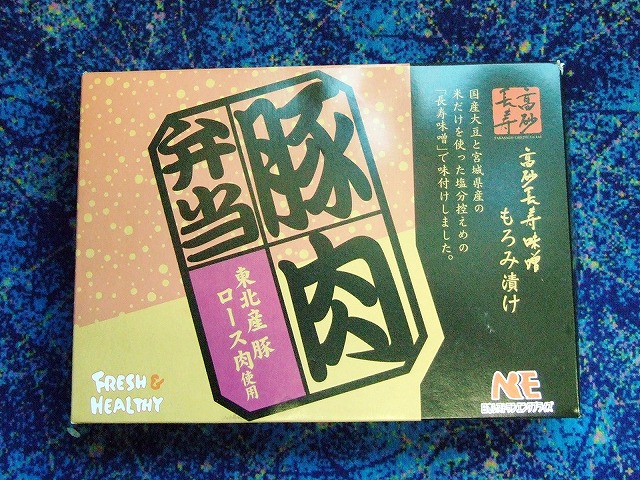 豚肉
弁当
東北産豚
ロース肉使用
FRESH &
HEALTHY
高砂
長寿
高砂長寿味噌
もろみ漬け
国産大豆と宮城県産の
米だけを使った塩分控えめの
「長寿味噌」で味付けしました。
NRE